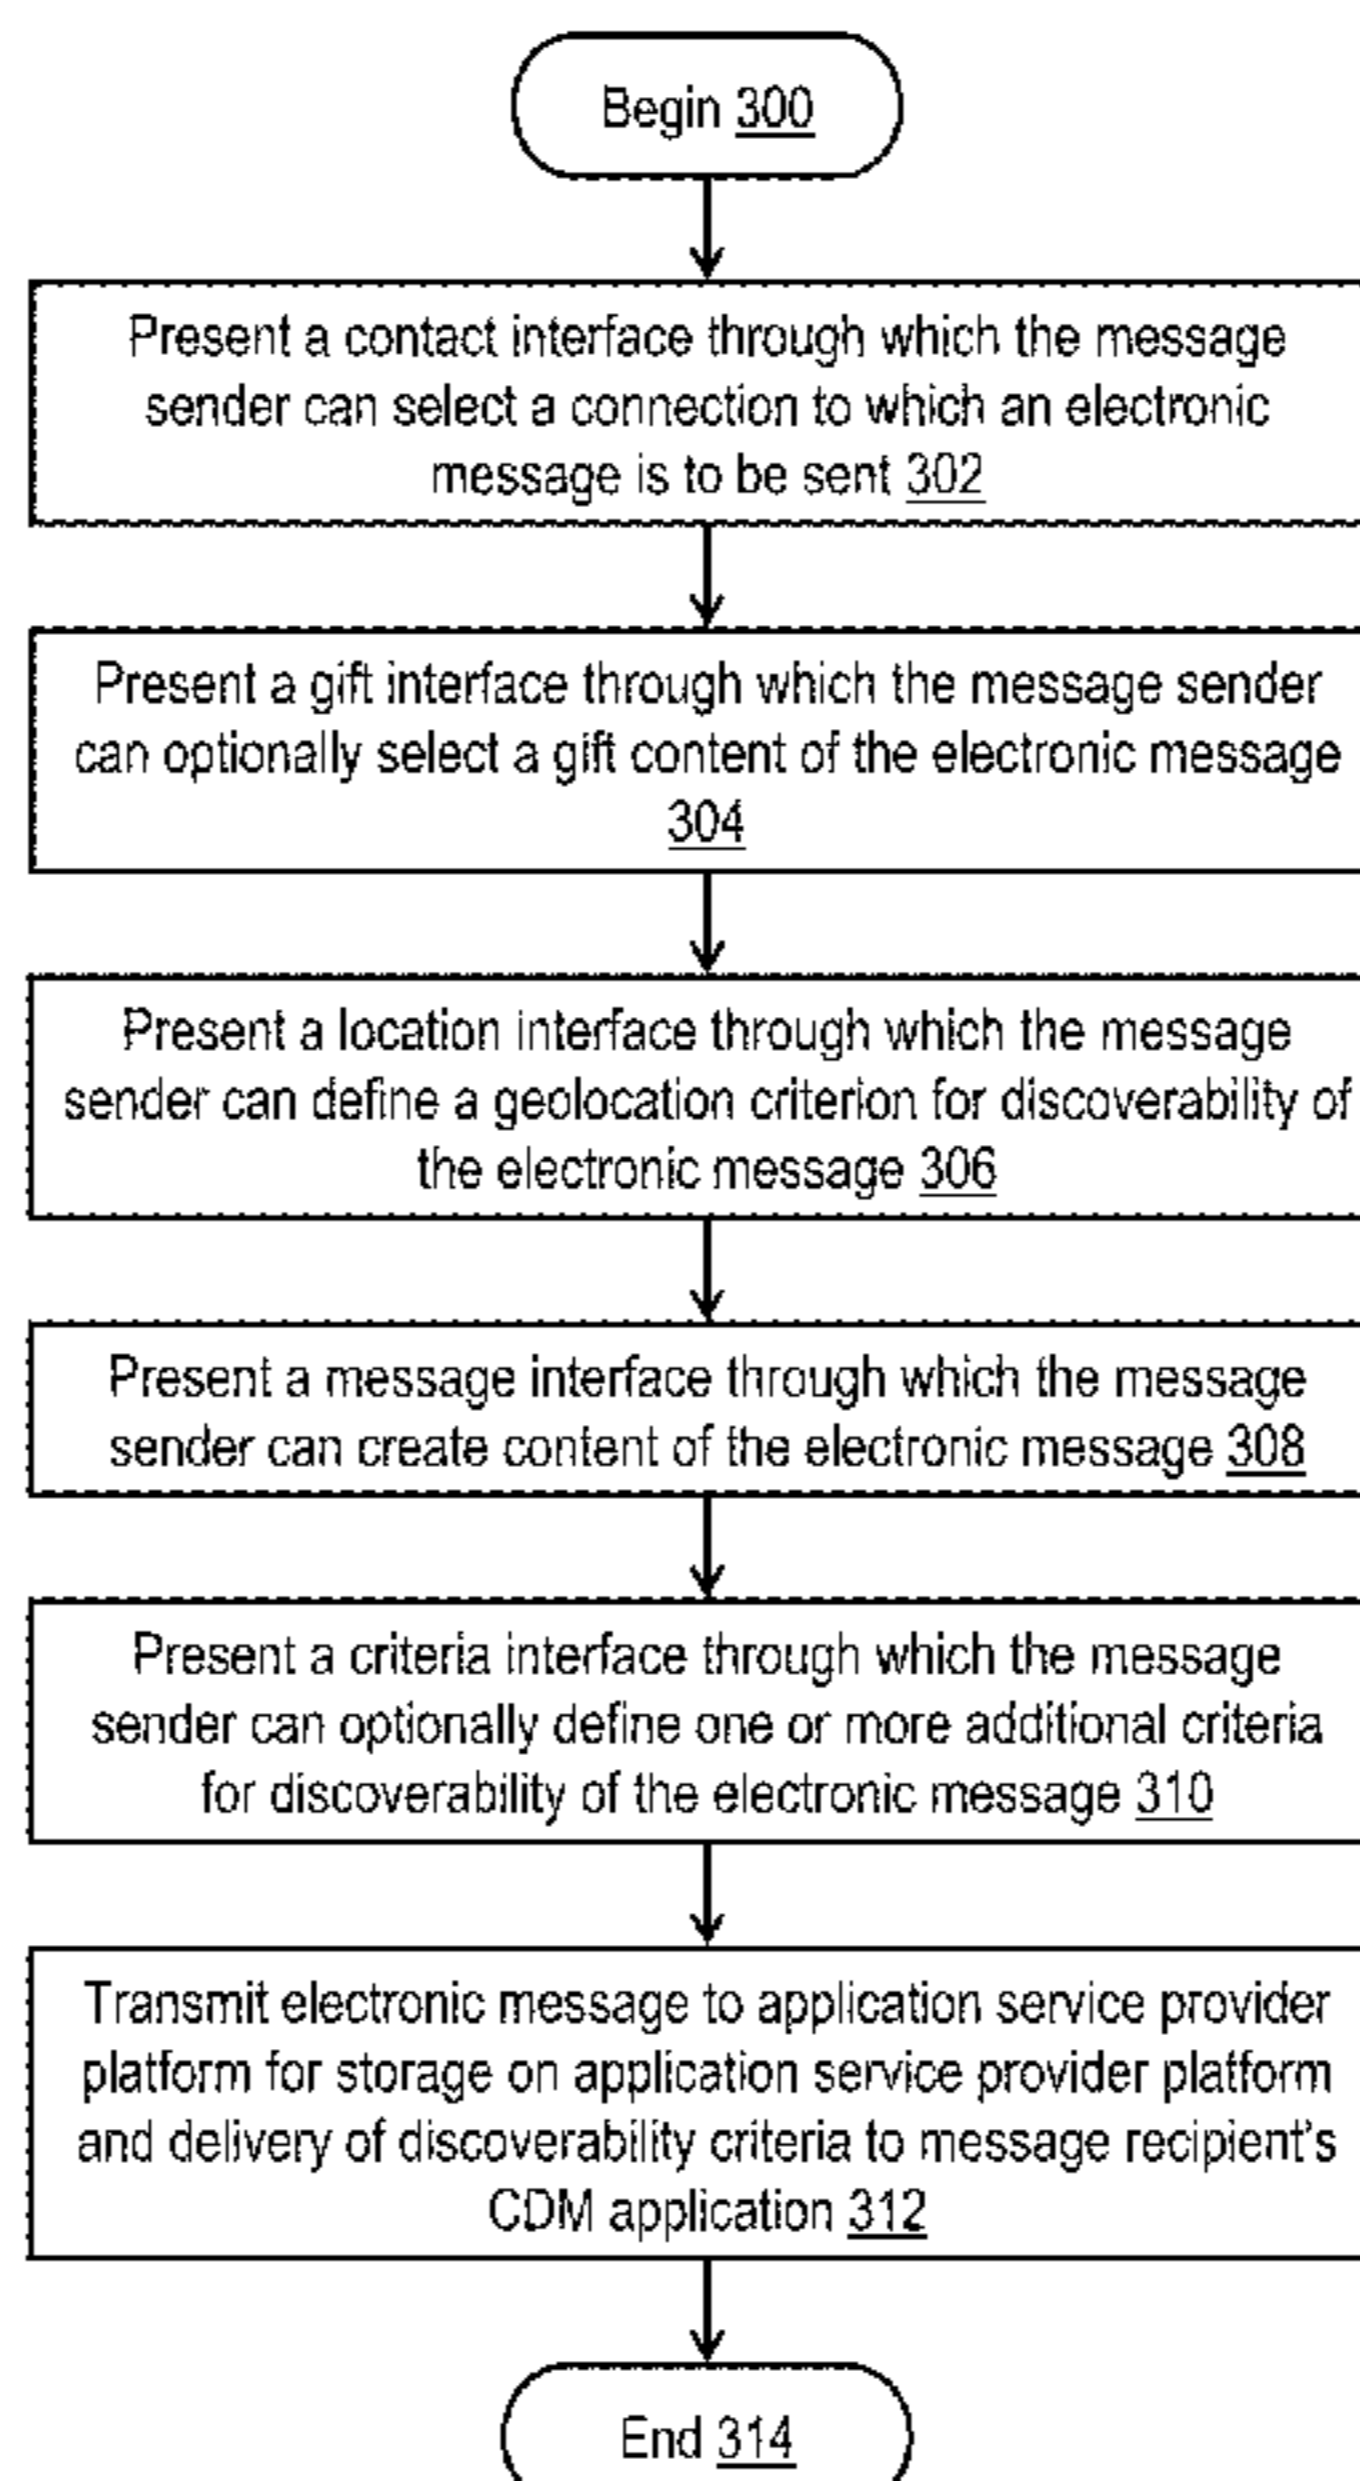 Begin 300
Present a contact interface through which the message
sender can select a connection to which an electronic
message is to be sent 302
Present a gift interface through which the message sender
can optionally select a gift content of the electronic message
304
Present a location interface through which the message
sender can define a geolocation criterion for discoverability of
the electronic message 306
Present a message interface through which the message
sender can create content of the electronic message 308
Present a criteria interface through which the message
sender can optionally define one or more additional criteria
for discoverability of the electronic message 310
Transmit electronic message to application service provider
platform for storage on application service provider platform
and delivery of discoverability criteria to message recipient's
CDM application 312
End 314